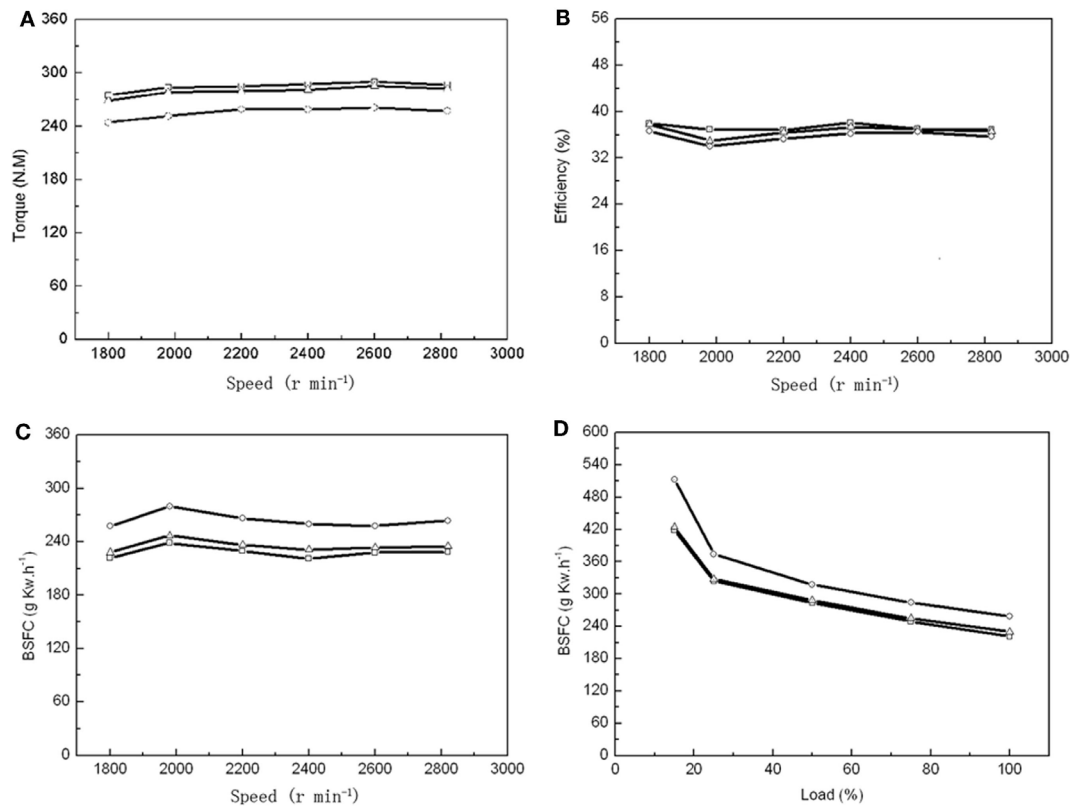 A
360
300
240
180
120
60
0
Torque (N.M)
1800 2000 2200 2400 2600 2800 3000
Speed (r min⁻¹)
B
56
48
40
32
24
16
8
0
Efficiency (%)
1800 2000 2200 2400 2600 2800 3000
Speed (r min⁻¹)
C
360
300
240
180
120
60
0
BSFC (g Kw.h⁻¹)
1800 2000 2200 2400 2600 2800 3000
Speed (r min⁻¹)
D
600
540
480
420
360
300
240
180
120
60
0
BSFC (g Kw.h⁻¹)
0 20 40 60 80 100
Load (%)